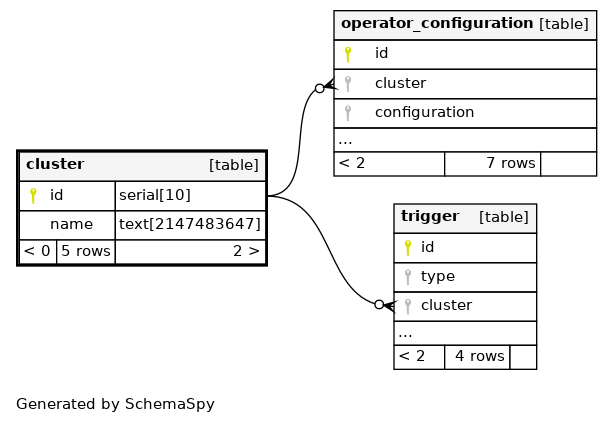 operator_configuration [table]
id
cluster
configuration
...
< 2 7 rows
cluster [table]
id serial[10]
name text[2147483647]
< 0 5 rows 2 >
trigger [table]
id
type
cluster
...
< 2 4 rows
Generated by SchemaSpy